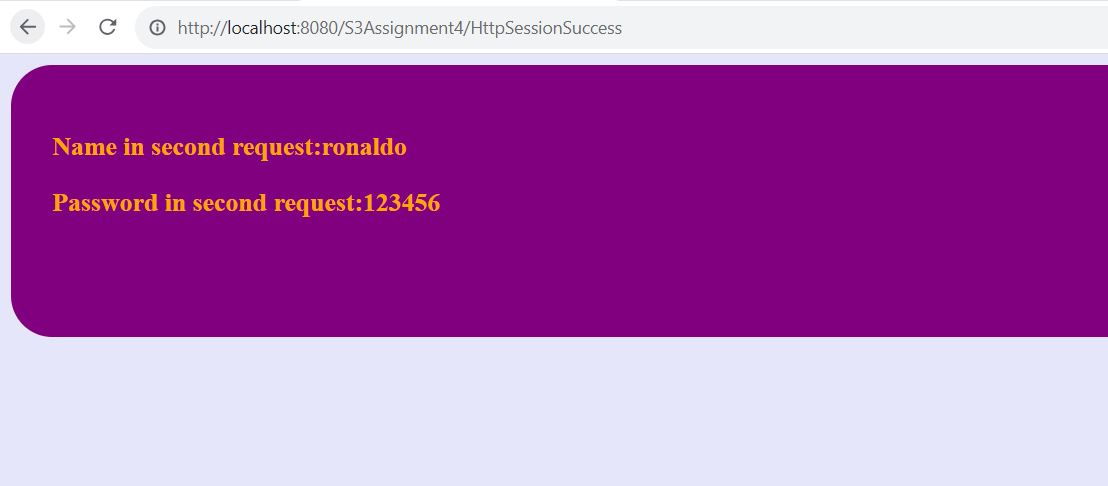 http://localhost:8080/S3Assignment4/HttpSessionSuccess
Name in second request:ronaldo
Password in second request:123456